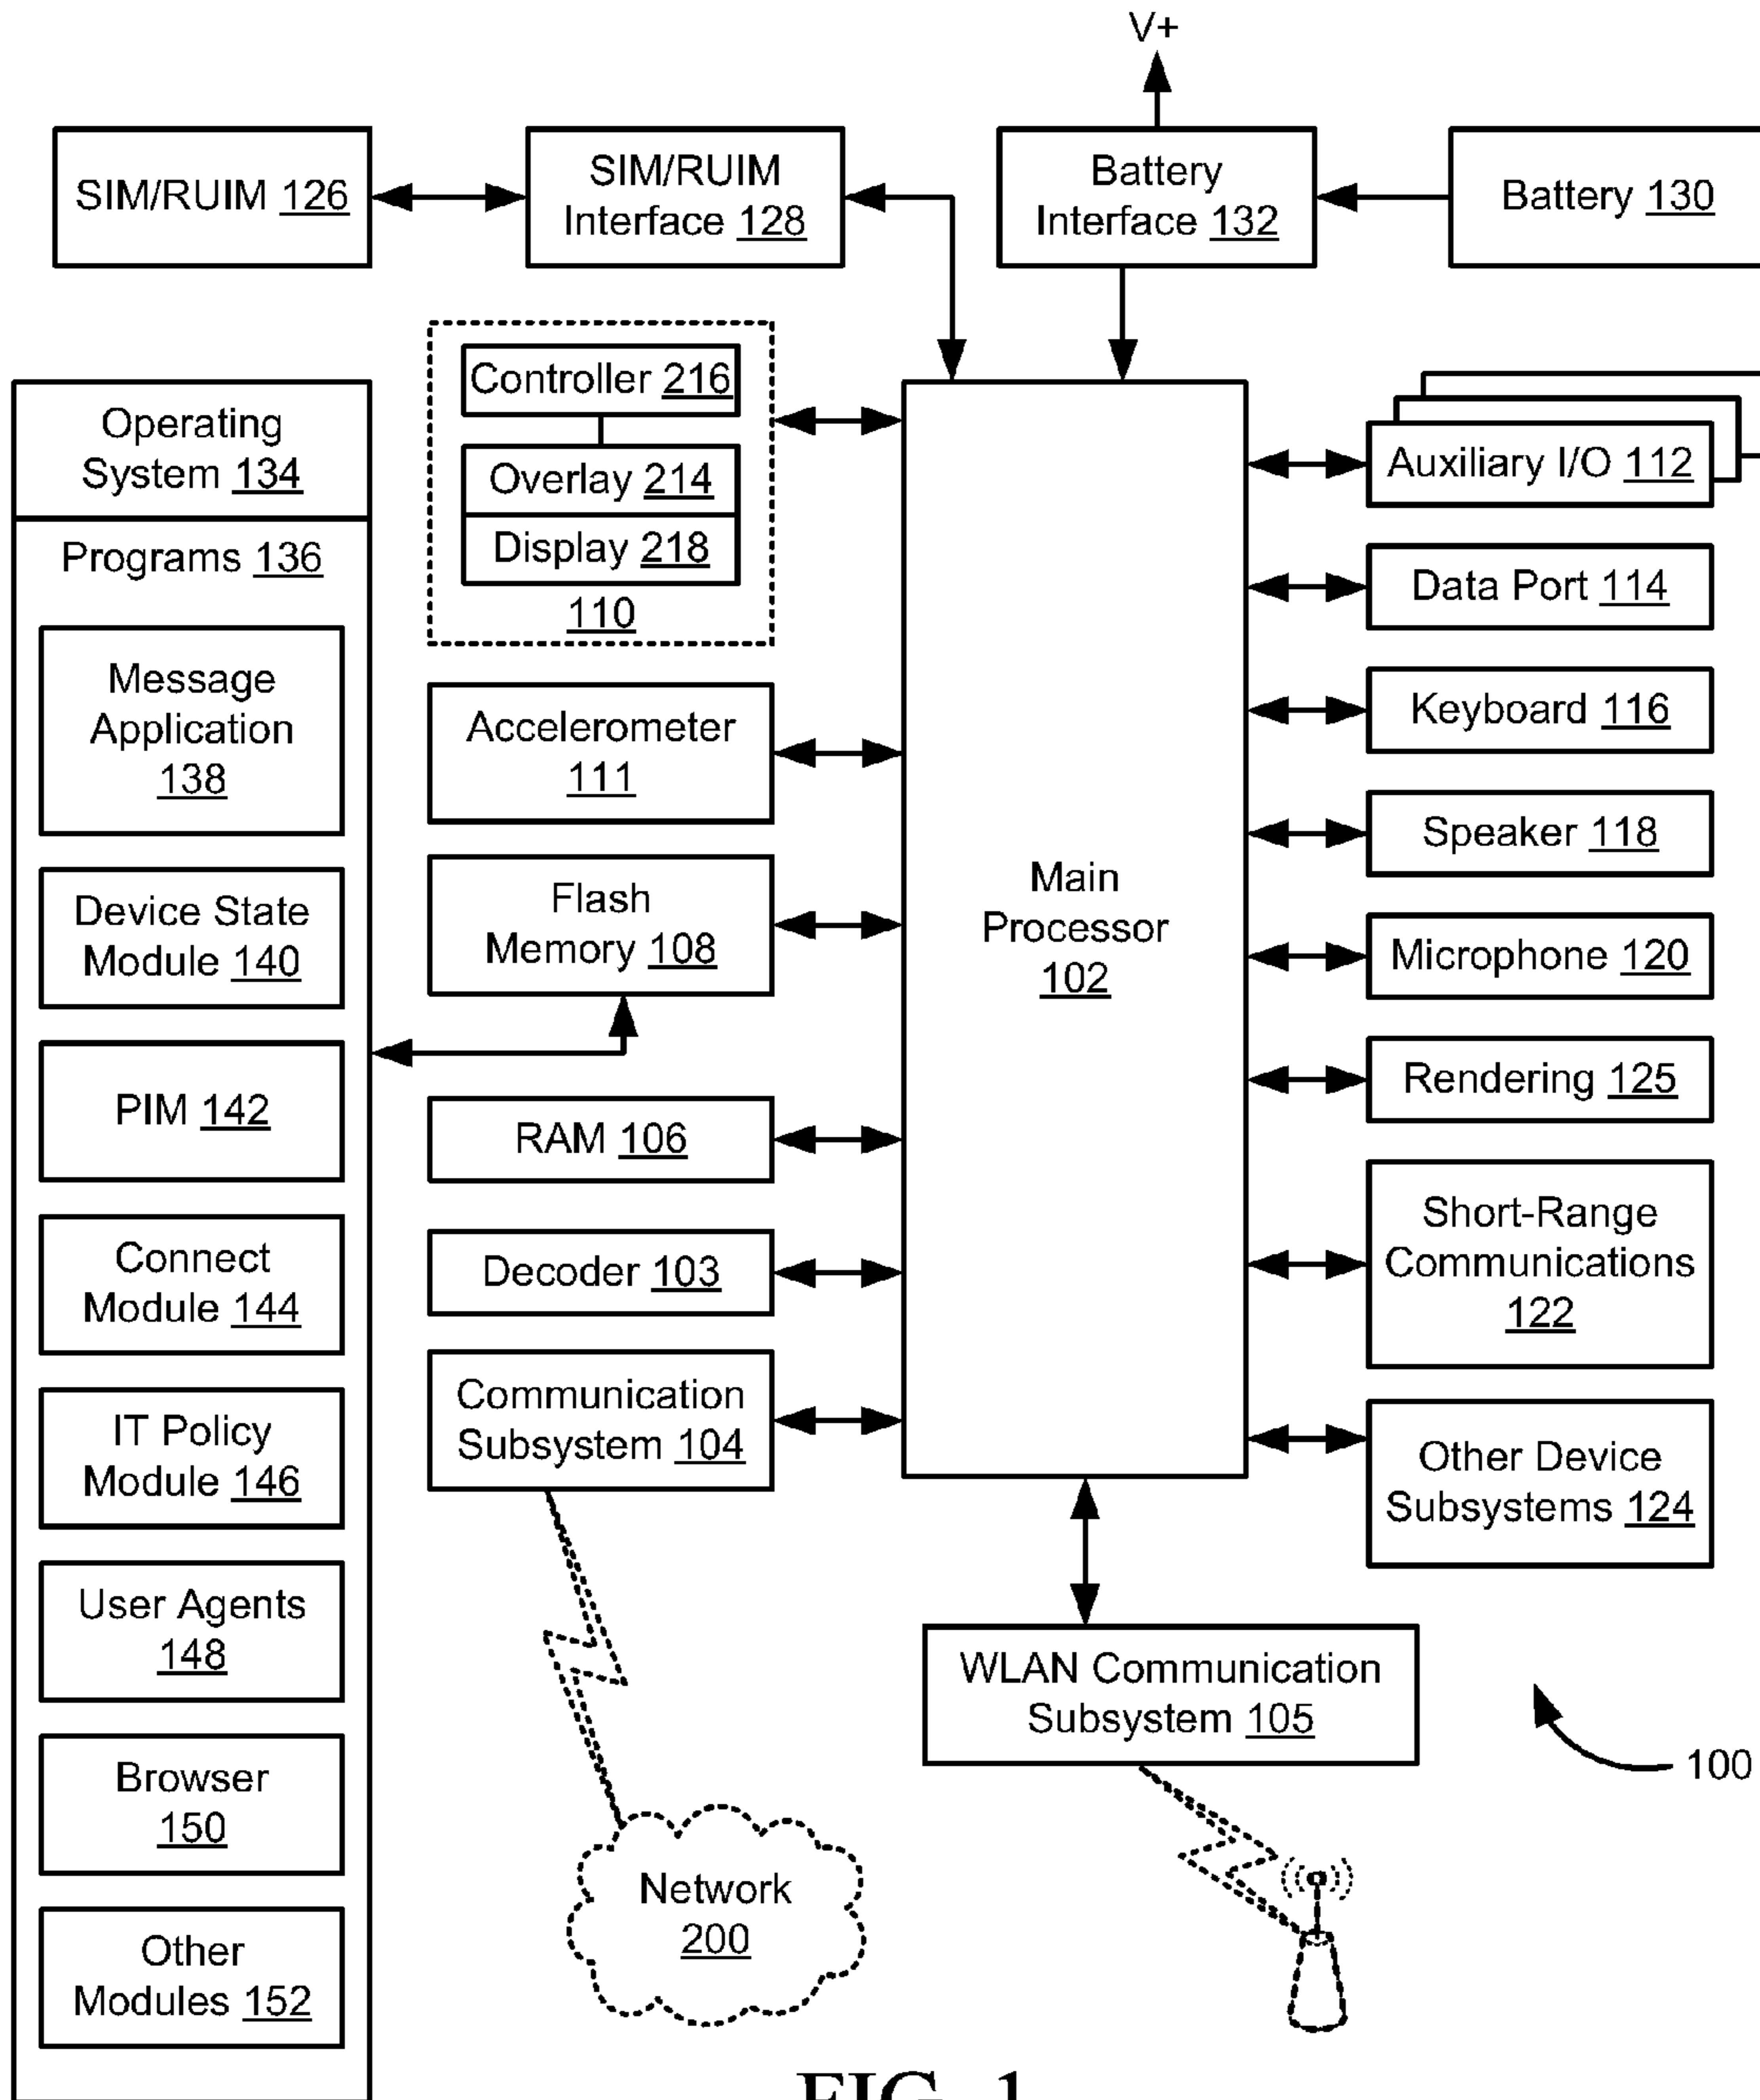 V+
SIM/RUIM 126
SIM/RUIM
Interface 128
Battery
Interface 132
Battery 130
Operating
System 134
Programs 136
Message
Application
138
Device State
Module 140
PIM 142
Connect
Module 144
IT Policy
Module 146
User Agents
148
Browser
150
Other
Modules 152
Controller 216
Overlay 214
Display 218
110
Accelerometer
111
Flash
Memory 108
RAM 106
Decoder 103
Communication
Subsystem 104
Network
200
Main
Processor
102
Auxiliary I/O 112
Data Port 114
Keyboard 116
Speaker 118
Microphone 120
Rendering 125
Short-Range
Communications
122
Other Device
Subsystems 124
WLAN Communication
Subsystem 105
100
FIG. 1